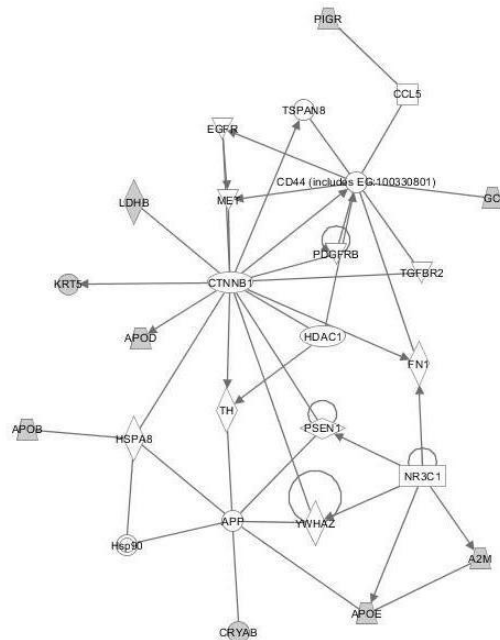 PIGR
CCL5
TSPAN8
EGFR
CD44 (includes EG:100330801)
MET
LDHB
GC
PDGFRB
TGFBR2
KRT5
CTNNB1
APOD
HDAC1
FN1
TH
PSEN1
APOB
HSPA8
NR3C1
APP
YWHAZ
Hsp90
A2M
APOE
CRYAB